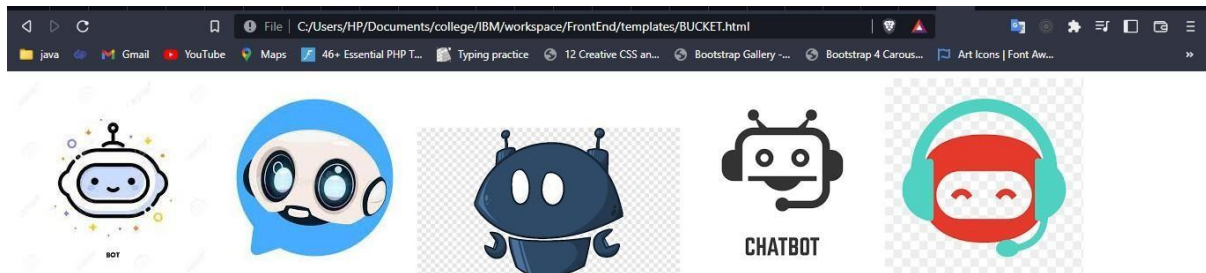 File | C:/Users/HP/Documents/college/IBM/workspace/FrontEnd/templates/BUCKET.html
java Gmail YouTube Maps 46+ Essential PHP T... Typing practice 12 Creative CSS an... Bootstrap Gallery -... Bootstrap 4 Carous... Art Icons | Font Aw... »
BOT
CHATBOT